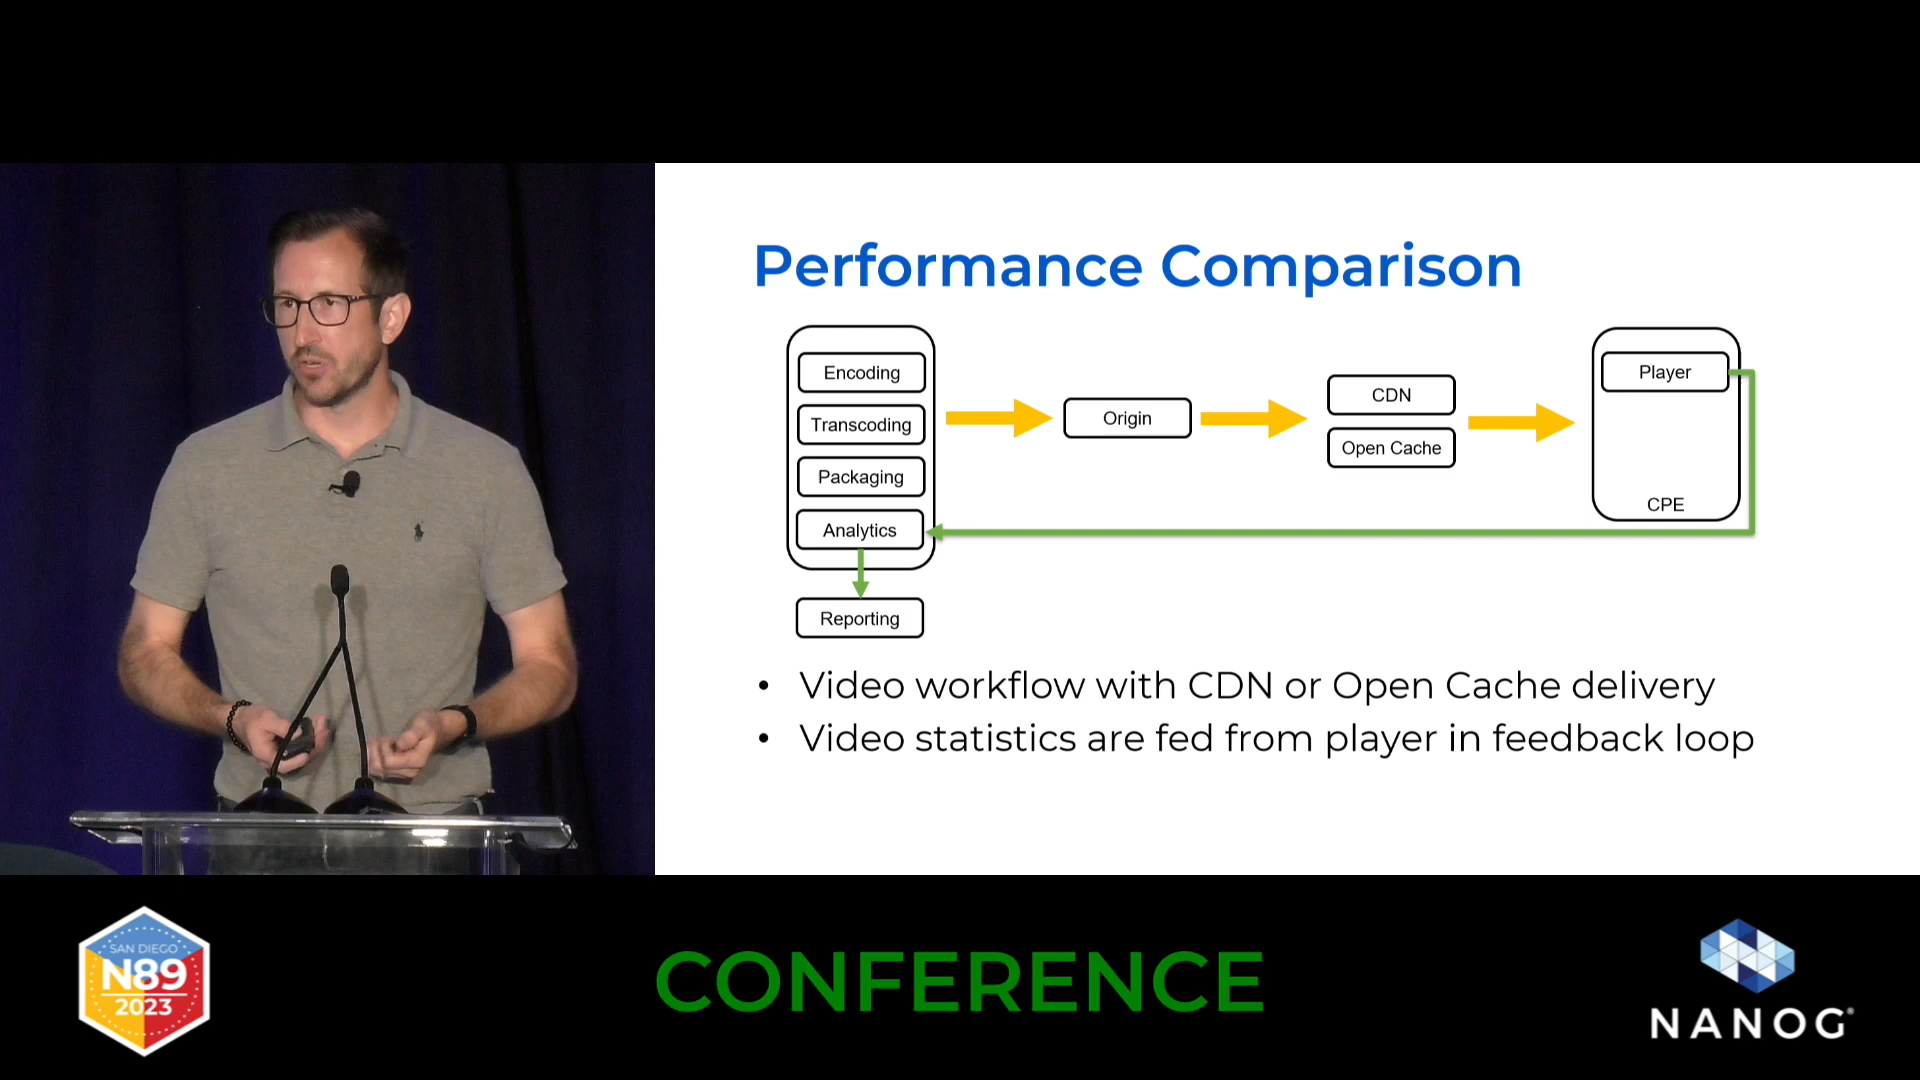 Performance Comparison
Encoding
Transcoding
Packaging
Analytics
Reporting
Origin
CDN
Open Cache
Player
CPE
• Video workflow with CDN or Open Cache delivery
• Video statistics are fed from player in feedback loop
SAN DIEGO
N89
2023
CONFERENCE
NANOG®